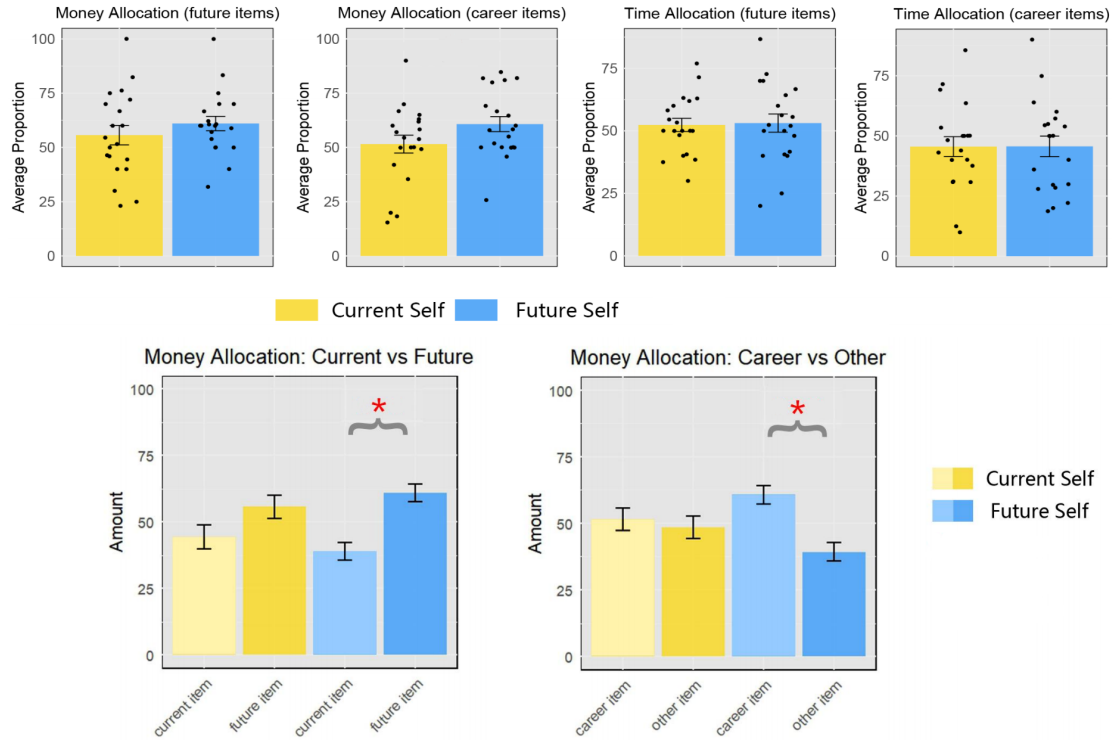 Money Allocation (future items)
Money Allocation (career items)
Time Allocation (future items)
Time Allocation (career items)
Average Proportion
100
75
50
25
0
Average Proportion
100
75
50
25
0
Average Proportion
75
50
25
0
Average Proportion
75
50
25
0
Current Self
Future Self
Money Allocation: Current vs Future
Amount
100
75
50
25
0
*
current item
future item
current item
future item
Money Allocation: Career vs Other
Amount
100
75
50
25
0
*
career item
other item
career item
other item
Current Self
Future Self